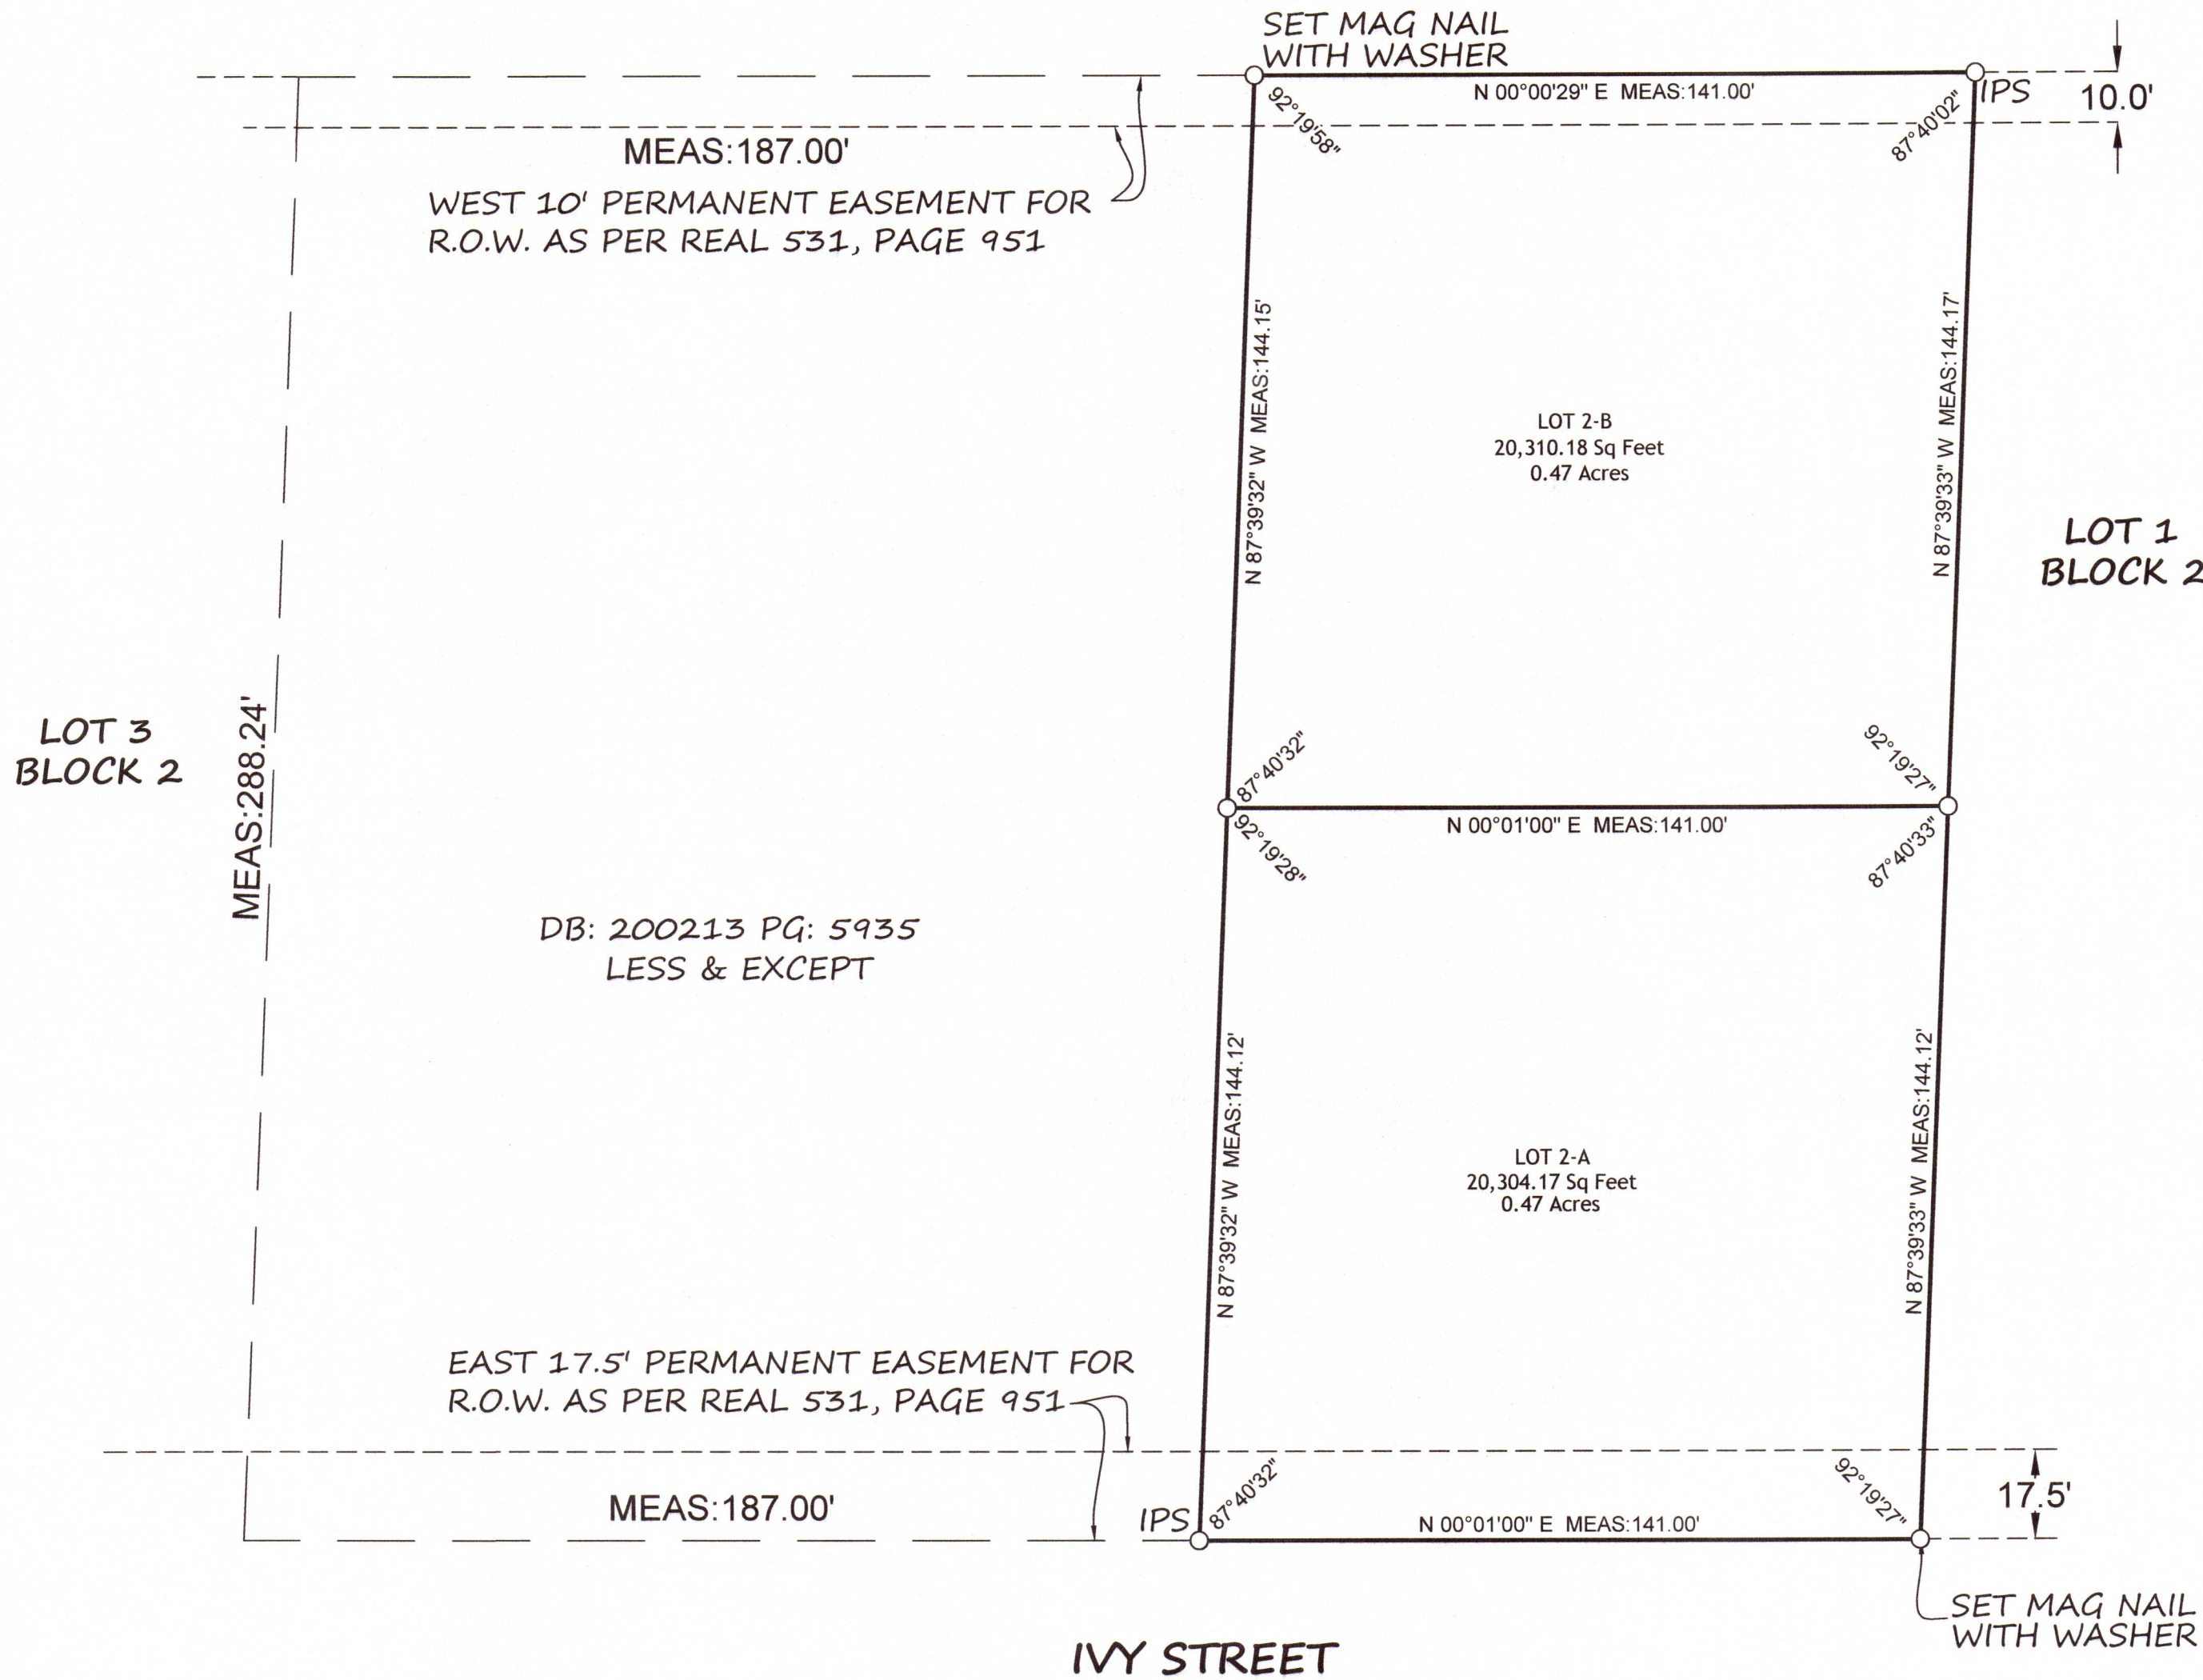 SET MAG NAIL
WITH WASHER
N 00°00'29" E MEAS:141.00'
IPS
10.0'
92°19'58"
87°40'02"
MEAS:187.00'
WEST 10' PERMANENT EASEMENT FOR
R.O.W. AS PER REAL 531, PAGE 951
N 87°39'32" W MEAS:144.15'
N 87°39'33" W MEAS:144.17'
LOT 2-B
20,310.18 Sq Feet
0.47 Acres
LOT 1
BLOCK 2
LOT 3
BLOCK 2
MEAS:288.24'
87°40'32"
92°19'27"
N 00°01'00" E MEAS:141.00'
92°19'28"
87°40'33"
DB: 200213 PG: 5935
LESS & EXCEPT
N 87°39'32" W MEAS:144.12'
N 87°39'33" W MEAS:144.12'
LOT 2-A
20,304.17 Sq Feet
0.47 Acres
EAST 17.5' PERMANENT EASEMENT FOR
R.O.W. AS PER REAL 531, PAGE 951
MEAS:187.00'
IPS
87°40'32"
92°19'27"
17.5'
N 00°01'00" E MEAS:141.00'
SET MAG NAIL
WITH WASHER
IVY STREET